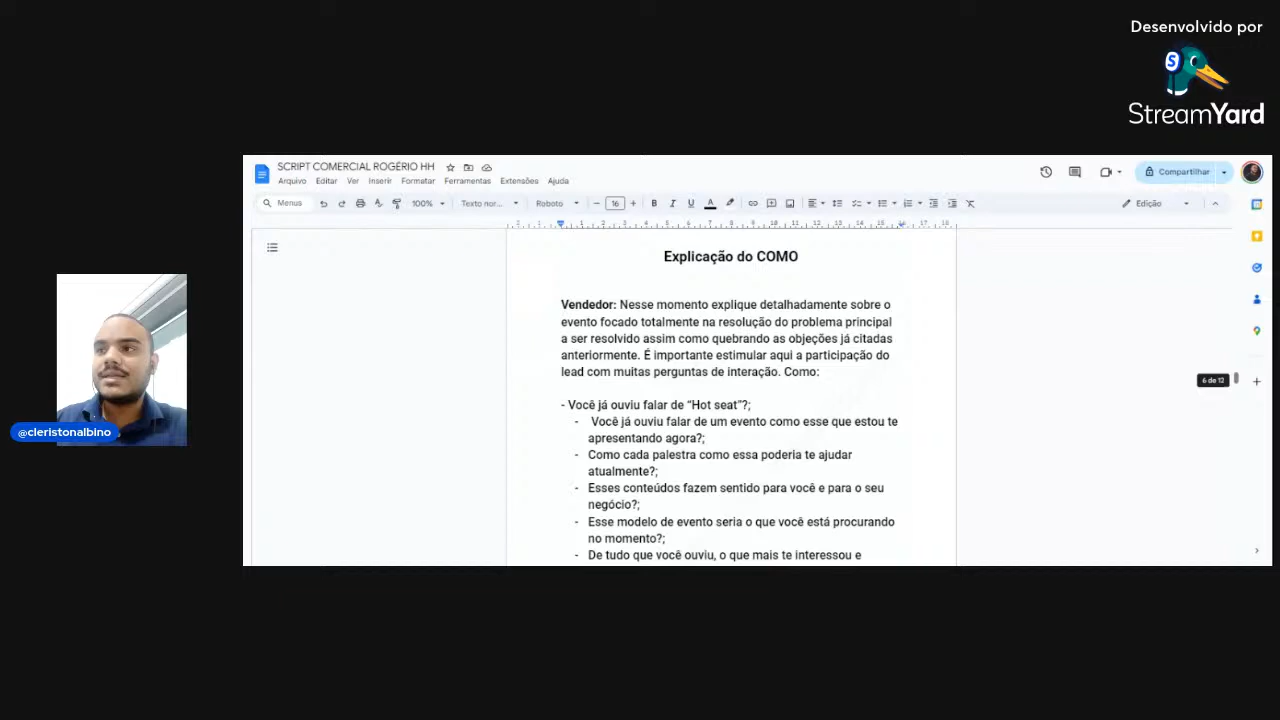 Desenvolvido por
StreamYard
SCRIPT COMERCIAL ROGÉRIO HH
Arquivo Editar Ver Inserir Formatar Ferramentas Extensões Ajuda
Compartilhar
Menus 100% Texto nor... Roboto 16 Edição
Explicação do COMO
Vendedor: Nesse momento explique detalhadamente sobre o
evento focado totalmente na resolução do problema principal
a ser resolvido assim como quebrando as objeções já citadas
anteriormente. É importante estimular aqui a participação do
lead com muitas perguntas de interação. Como:
6 de 12
- Você já ouviu falar de “Hot seat”?;
- Você já ouviu falar de um evento como esse que estou te
apresentando agora?;
- Como cada palestra como essa poderia te ajudar
atualmente?;
- Esses conteúdos fazem sentido para você e para o seu
negócio?;
- Esse modelo de evento seria o que você está procurando
no momento?;
- De tudo que você ouviu, o que mais te interessou e
@cleristonalbino